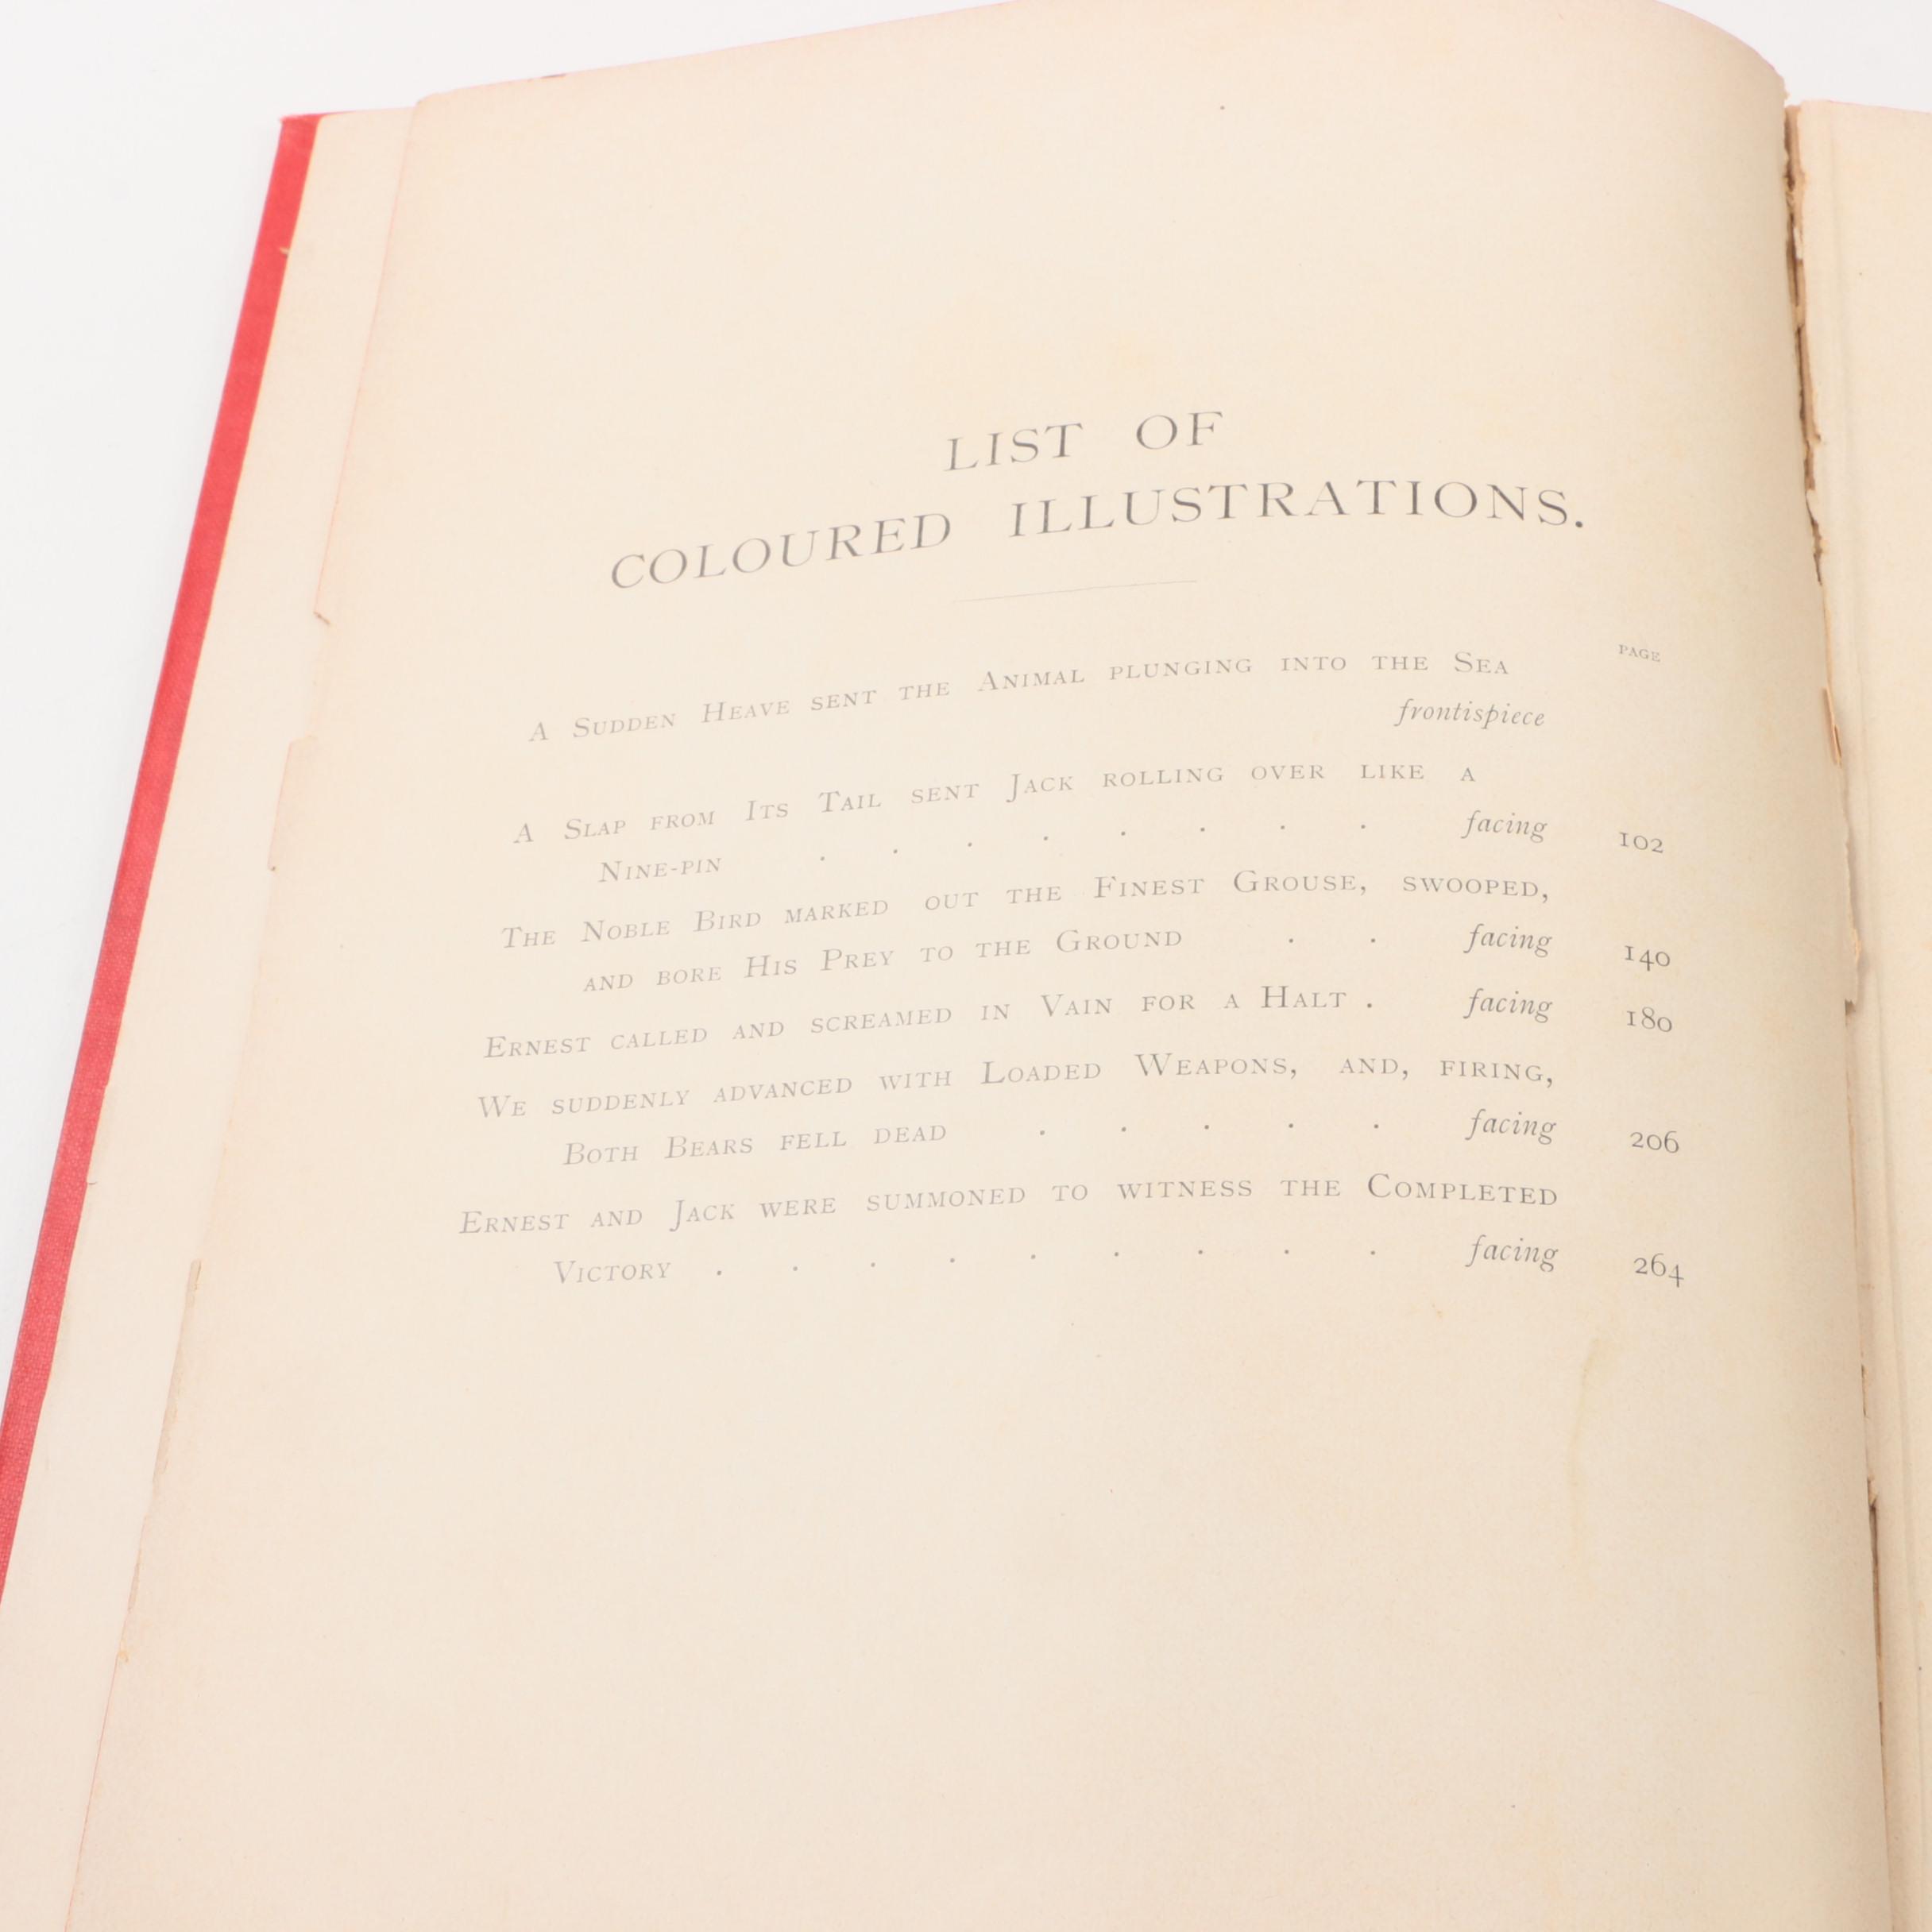 LIST OF
COLOURED ILLUSTRATIONS.
PAGE
A SUDDEN HEAVE SENT THE ANIMAL PLUNGING INTO THE SEA
frontispiece
A SLAP FROM ITS TAIL SENT JACK ROLLING OVER LIKE A
NINE-PIN . . . . . . . . facing 102
THE NOBLE BIRD MARKED OUT THE FINEST GROUSE, SWOOPED,
AND BORE HIS PREY TO THE GROUND . . facing 140
ERNEST CALLED AND SCREAMED IN VAIN FOR A HALT . facing 180
WE SUDDENLY ADVANCED WITH LOADED WEAPONS, AND, FIRING,
BOTH BEARS FELL DEAD . . . . . facing 206
ERNEST AND JACK WERE SUMMONED TO WITNESS THE COMPLETED
VICTORY . . . . . . . . . facing 264